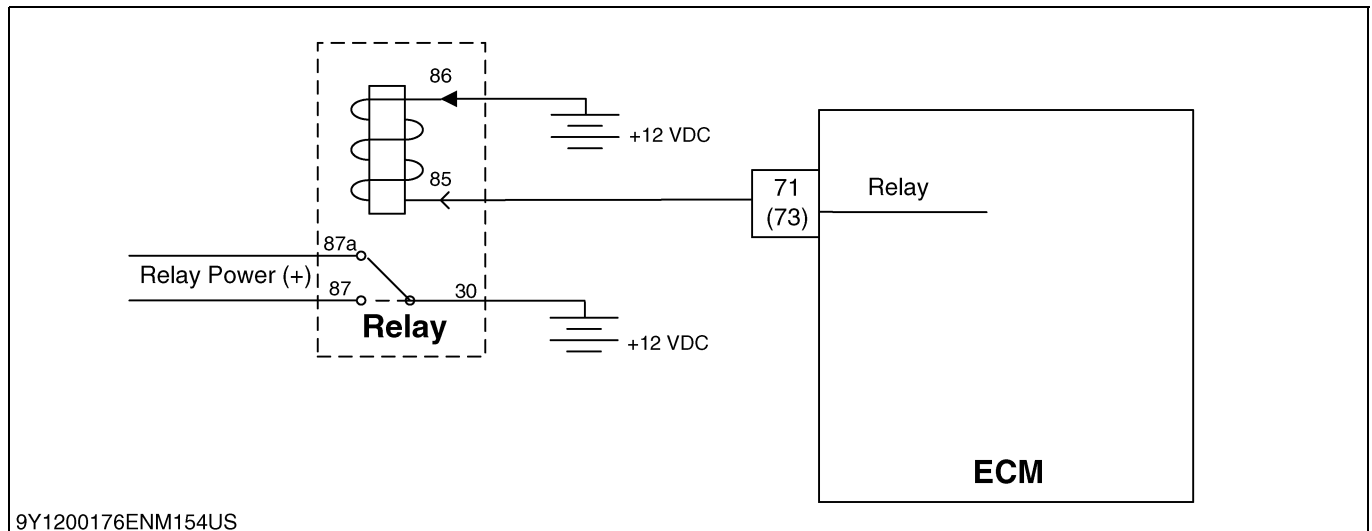 86
+12 VDC
85
71
(73)
Relay
87a
Relay Power (+)
87
30
Relay
+12 VDC
ECM
9Y1200176ENM154US